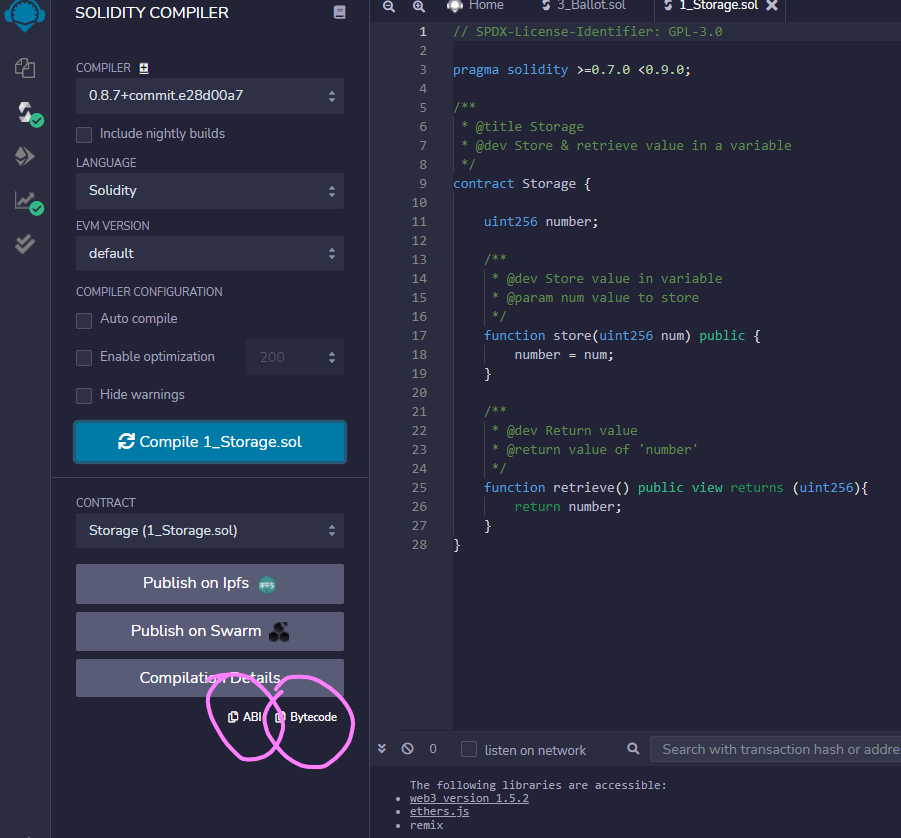 SOLIDITY COMPILER
COMPILER
0.8.7+commit.e28d00a7
Include nightly builds
LANGUAGE
Solidity
EVM VERSION
default
COMPILER CONFIGURATION
Auto compile
Enable optimization 200
Hide warnings
Compile 1_Storage.sol
CONTRACT
Storage (1_Storage.sol)
Publish on Ipfs IPFS
Publish on Swarm
Compilation Details
ABI Bytecode
Home 3_Ballot.sol 1_Storage.sol
1 // SPDX-License-Identifier: GPL-3.0
2
3 pragma solidity >=0.7.0 <0.9.0;
4
5 /**
6 * @title Storage
7 * @dev Store & retrieve value in a variable
8 */
9 contract Storage {
10
11 uint256 number;
12
13 /**
14 * @dev Store value in variable
15 * @param num value to store
16 */
17 function store(uint256 num) public {
18 number = num;
19 }
20
21 /**
22 * @dev Return value
23 * @return value of 'number'
24 */
25 function retrieve() public view returns (uint256){
26 return number;
27 }
28 }
0 listen on network Search with transaction hash or addre
The following libraries are accessible:
• web3 version 1.5.2
• ethers.js
• remix